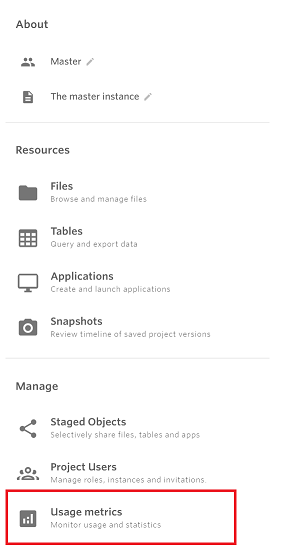 About
Master
The master instance
Resources
Files
Browse and manage files
Tables
Query and export data
Applications
Create and launch applications
Snapshots
Review timeline of saved project versions
Manage
Staged Objects
Selectively share files, tables and apps
Project Users
Manage roles, instances and invitations.
Usage metrics
Monitor usage and statistics